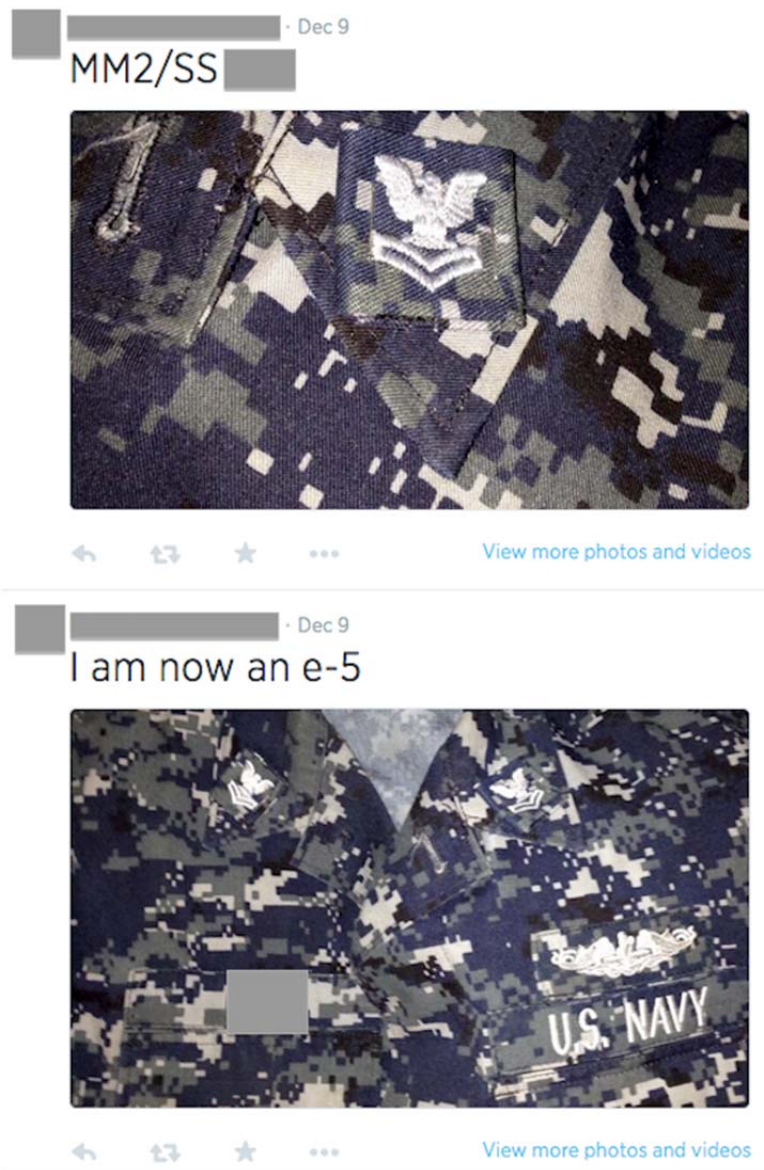 · Dec 9
MM2/SS
View more photos and videos
· Dec 9
I am now an e-5
U.S. NAVY
View more photos and videos